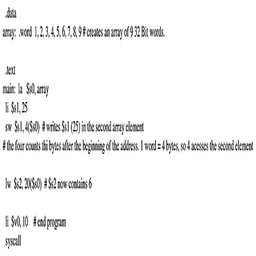 .data
array: .word 1, 2, 3, 4, 5, 6, 7, 8, 9 # creates an array of 9 32 Bit words.
.text
main: la $s0, array
li $s1, 25
sw $s1, 4($s0) # writes $s1 (25) in the second array element
# the four counts thi bytes after the beginning of the address. 1 word = 4 bytes, so 4 acesses the second element
lw $s2, 20($s0) # $s2 now contains 6
li $v0, 10 # end program
syscall